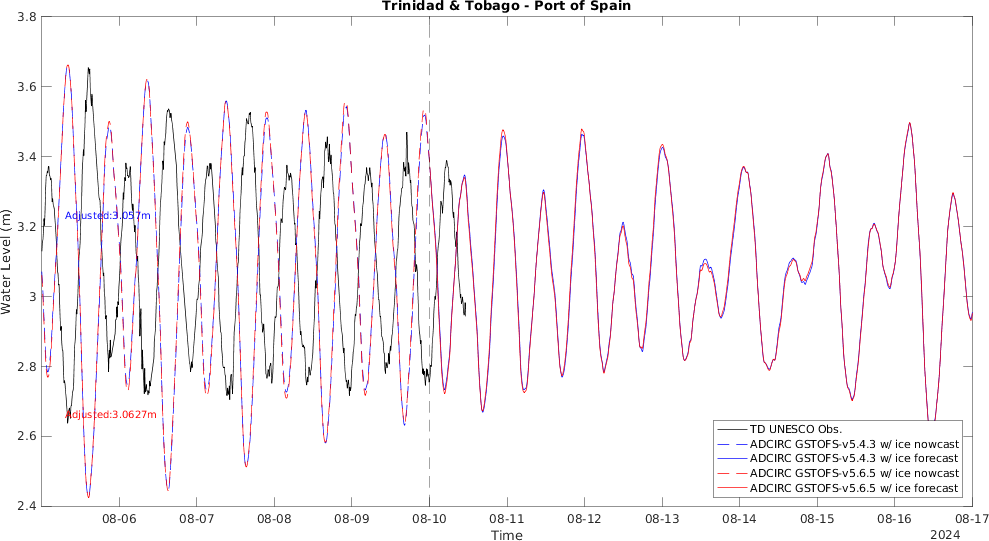 Trinidad & Tobago - Port of Spain
3.8
3.6
3.4
3.2
3
2.8
2.6
2.4
Water Level (m)
Adjusted:3.057m
Adjusted:3.0627m
TD UNESCO Obs.
ADCIRC GSTOFS-v5.4.3 w/ ice nowcast
ADCIRC GSTOFS-v5.4.3 w/ ice forecast
ADCIRC GSTOFS-v5.6.5 w/ ice nowcast
ADCIRC GSTOFS-v5.6.5 w/ ice forecast
08-06 08-07 08-08 08-09 08-10 08-11 08-12 08-13 08-14 08-15 08-16 08-17
Time
2024